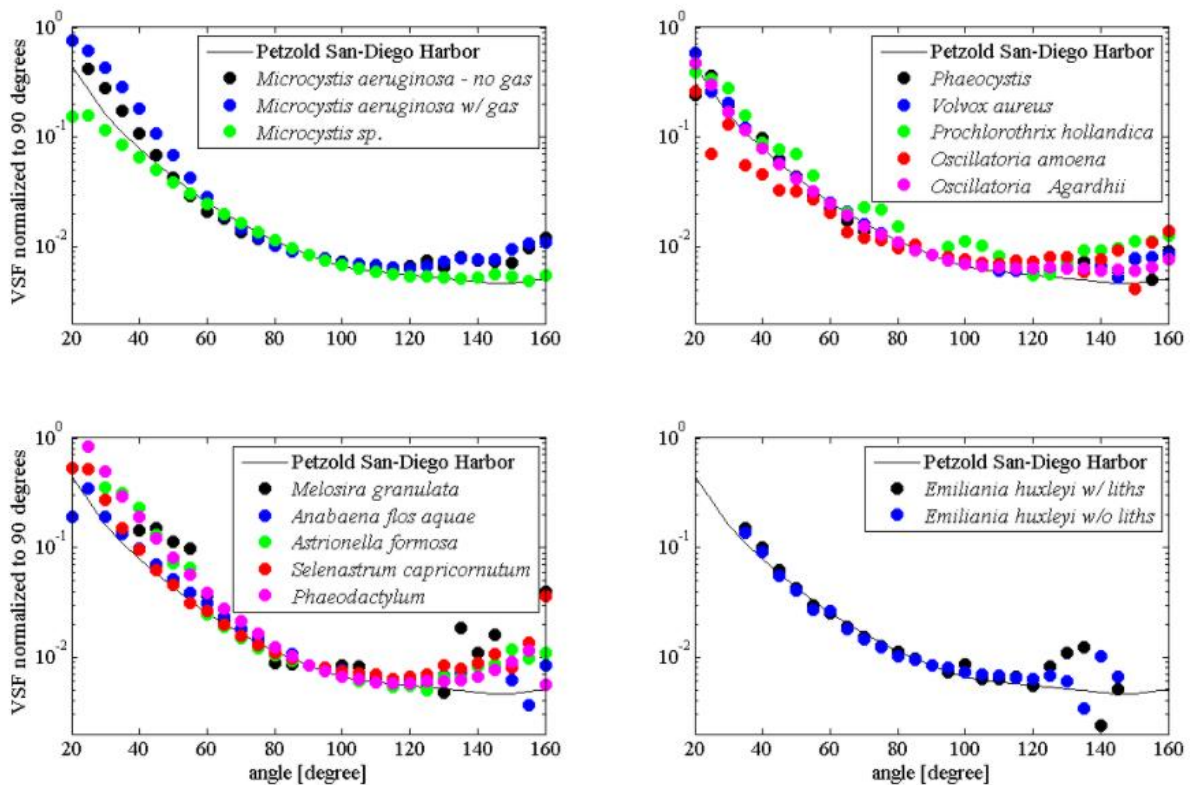 VSF normalized to 90 degrees
10^0
10^-1
10^-2
Petzold San-Diego Harbor
Microcystis aeruginosa - no gas
Microcystis aeruginosa w/ gas
Microcystis sp.
20 40 60 80 100 120 140 160
10^0
10^-1
10^-2
Petzold San-Diego Harbor
Phaeocystis
Volvox aureus
Prochlorothrix hollandica
Oscillatoria amoena
Oscillatoria Agardhii
20 40 60 80 100 120 140 160
VSF normalized to 90 degrees
10^0
10^-1
10^-2
Petzold San-Diego Harbor
Melosira granulata
Anabaena flos aquae
Astrionella formosa
Selenastrum capricornutum
Phaeodactylum
20 40 60 80 100 120 140 160
angle [degree]
10^0
10^-1
10^-2
Petzold San-Diego Harbor
Emiliania huxleyi w/ liths
Emiliania huxleyi w/o liths
20 40 60 80 100 120 140 160
angle [degree]